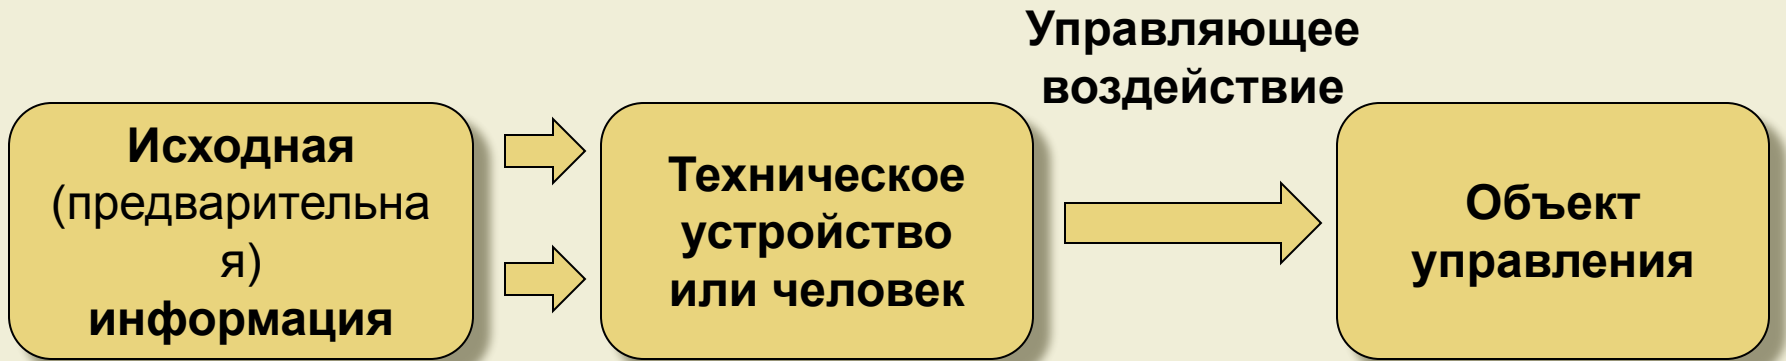 Управляющее
воздействие
Исходная
(предварительна
я)
информация
Техническое
устройство
или человек
Объект
управления